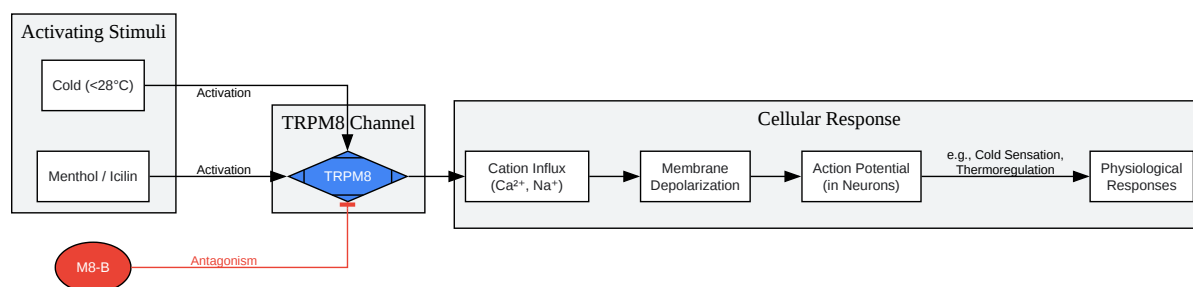 Activating Stimuli
Cold (<28°C)
Activation
Menthol / Icilin
Activation
M8-B
Antagonism
TRPM8 Channel
TRPM8
Cellular Response
Cation Influx
(Ca²⁺, Na⁺)
Membrane
Depolarization
Action Potential
(in Neurons)
e.g., Cold Sensation,
Thermoregulation
Physiological
Responses